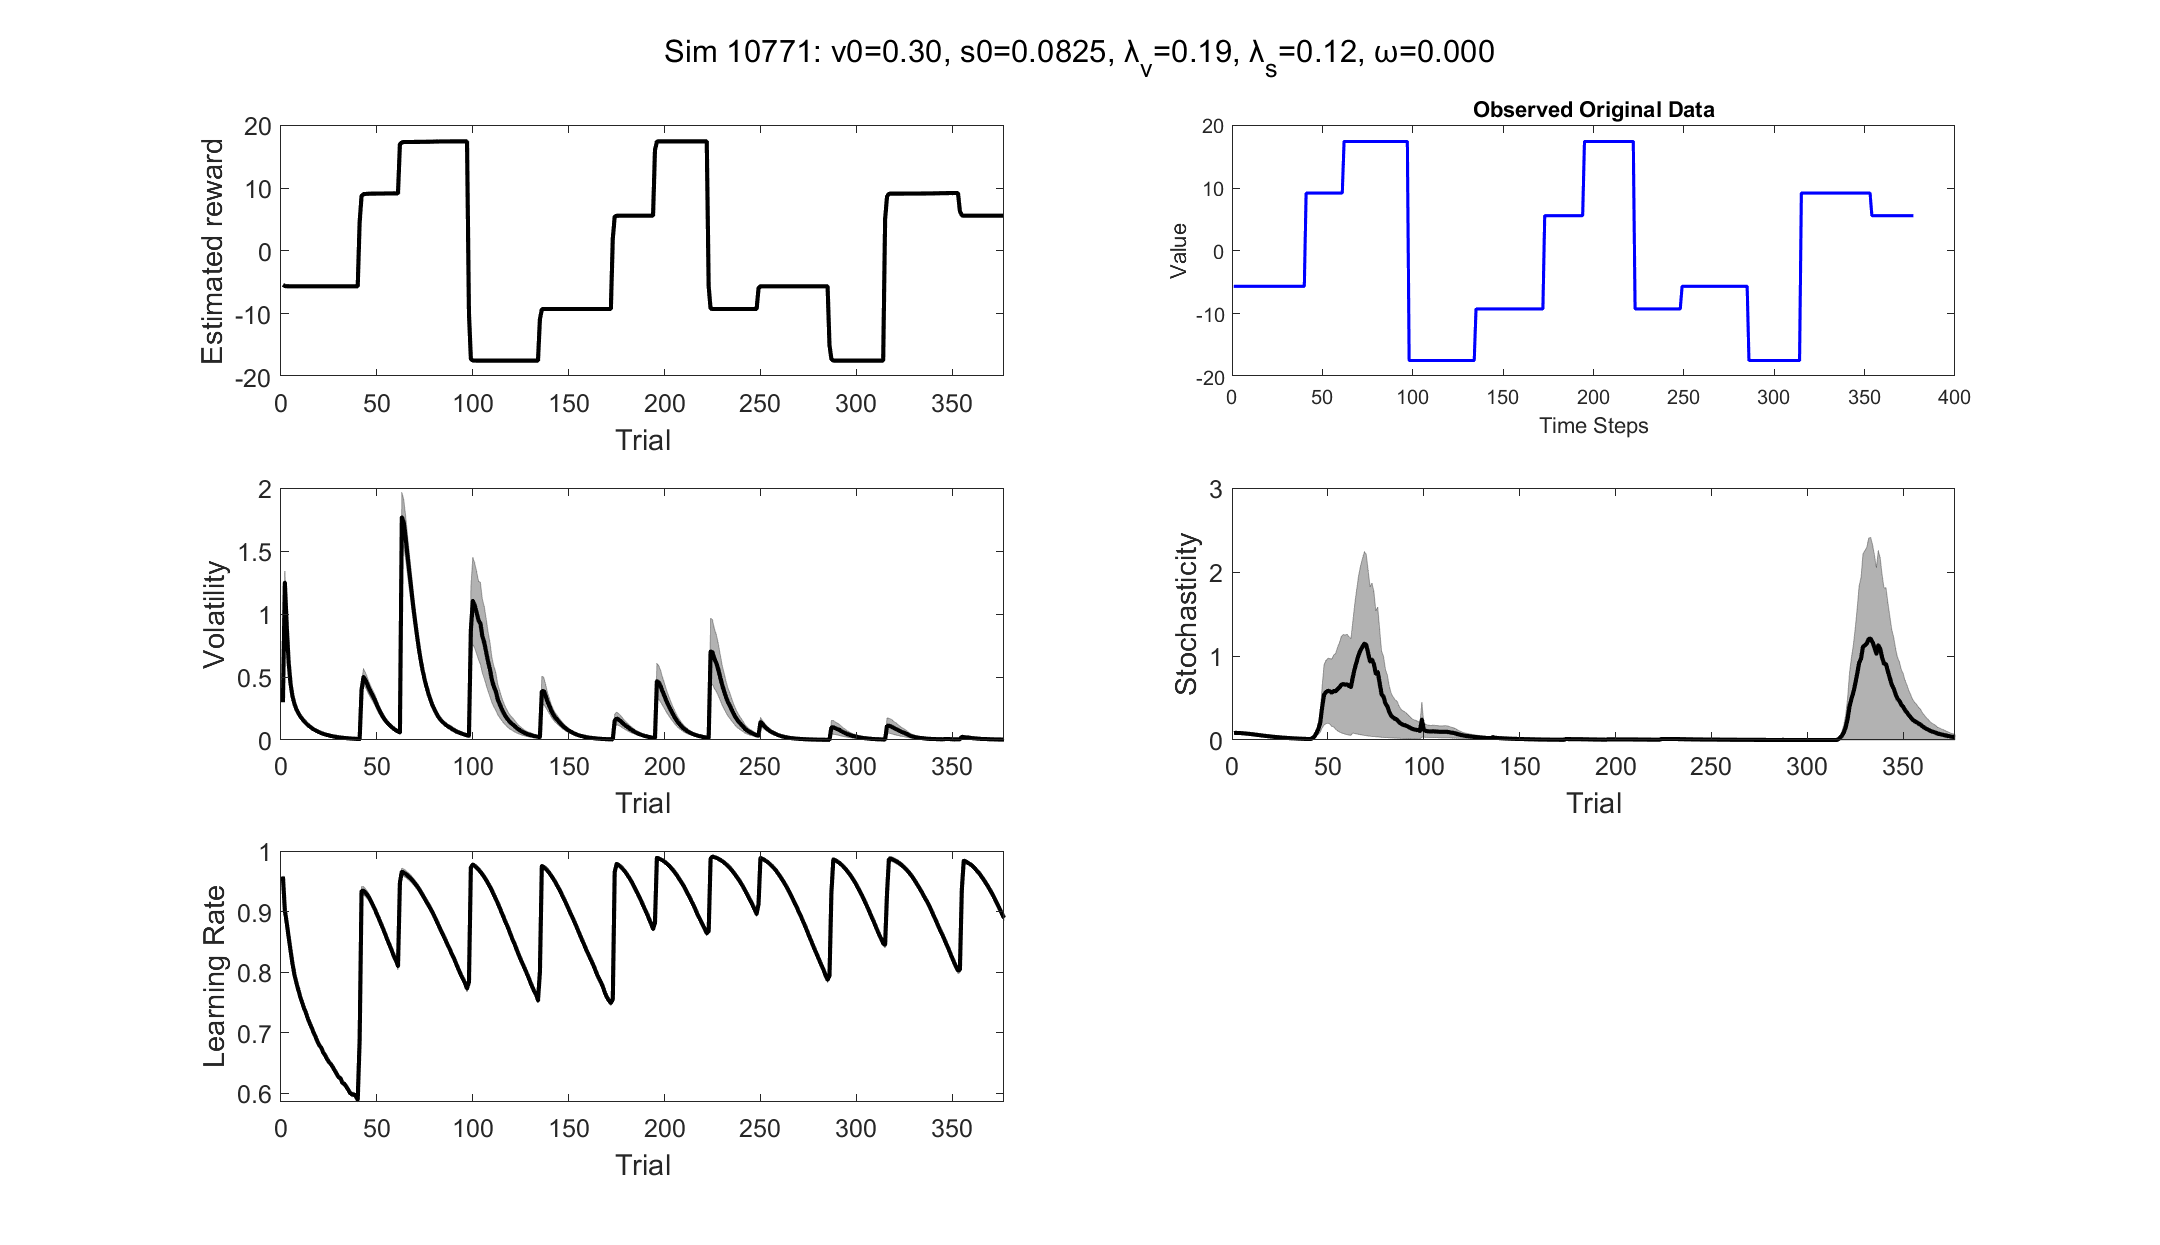 Sim 10771: v0=0.30, s0=0.0825, λv=0.19, λs=0.12, ω=0.000
Estimated reward
20
10
0
-10
-20
0 50 100 150 200 250 300 350
Trial
Observed Original Data
Value
20
10
0
-10
-20
0 50 100 150 200 250 300 350 400
Time Steps
Volatility
2
1.5
1
0.5
0
0 50 100 150 200 250 300 350
Trial
Stochasticity
3
2
1
0
0 50 100 150 200 250 300 350
Trial
Learning Rate
1
0.9
0.8
0.7
0.6
0 50 100 150 200 250 300 350
Trial